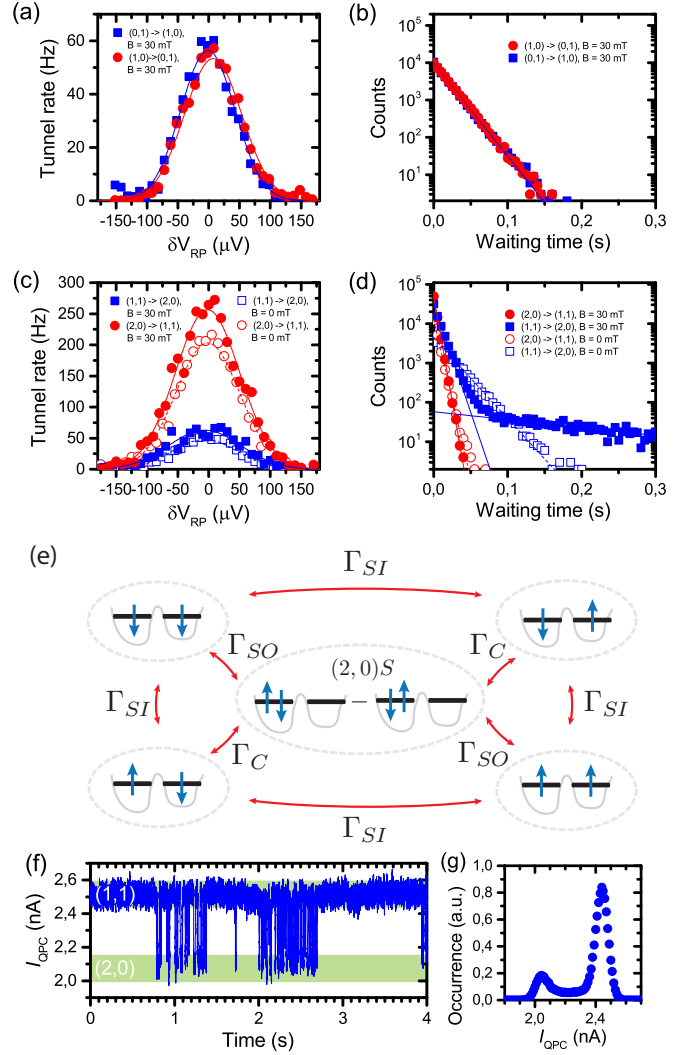 (a)
(0,1) -> (1,0),
B = 30 mT
(1,0)->(0,1),
B = 30 mT
Tunnel rate (Hz)
60
40
20
0
-150 -100 -50 0 50 100 150
δV_RP (μV)
(b)
(1,0) -> (0,1), B = 30 mT
(0,1) -> (1,0), B = 30 mT
Counts
10^5
10^4
10^3
10^2
10^1
0,0 0,1 0,2 0,3
Waiting time (s)
(c)
(1,1) -> (2,0),
B = 30 mT
(2,0) -> (1,1),
B = 30 mT
(1,1) -> (2,0),
B = 0 mT
(2,0) -> (1,1),
B = 0 mT
Tunnel rate (Hz)
300
250
200
150
100
50
0
-150 -100 -50 0 50 100 150
δV_RP (μV)
(d)
(2,0) -> (1,1), B = 30 mT
(1,1) -> (2,0), B = 30 mT
(2,0) -> (1,1), B = 0 mT
(1,1) -> (2,0), B = 0 mT
Counts
10^5
10^4
10^3
10^2
10^1
0,0 0,1 0,2 0,3
Waiting time (s)
(e)
Γ_SI
Γ_SO
(2,0)S
Γ_C
Γ_SI
−
Γ_SI
Γ_C
Γ_SO
Γ_SI
(f)
I_QPC (nA)
2,6
2,4
2,2
2,0
(1,1)
(2,0)
0 1 2 3 4
Time (s)
(g)
Occurrence (a.u.)
1,0
0,8
0,6
0,4
0,2
0,0
2,0 2,4
I_QPC (nA)